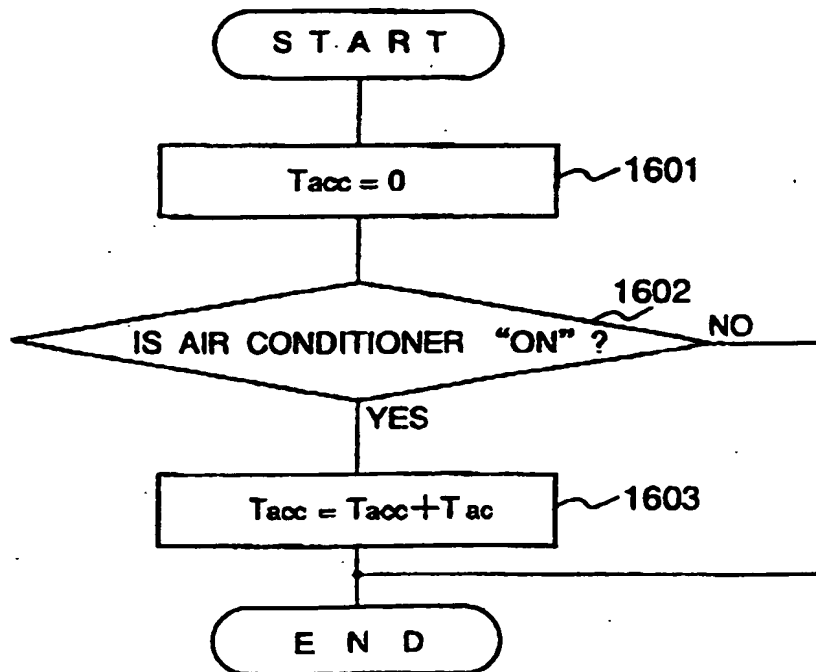 START
Tacc = 0
1601
1602
IS AIR CONDITIONER "ON" ?
NO
YES
Tacc = Tacc+Tac
1603
END